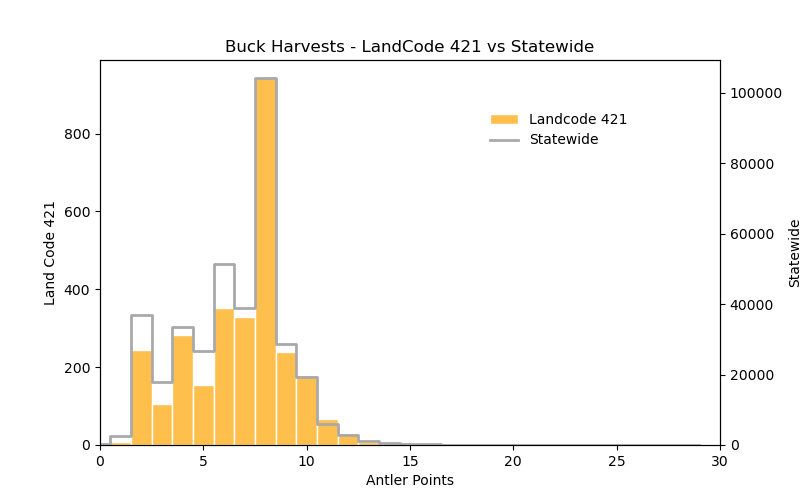 Buck Harvests - LandCode 421 vs Statewide
Land Code 421
800
600
400
200
0
Landcode 421
Statewide
100000
80000
60000
40000
20000
0
Statewide
0 5 10 15 20 25 30
Antler Points